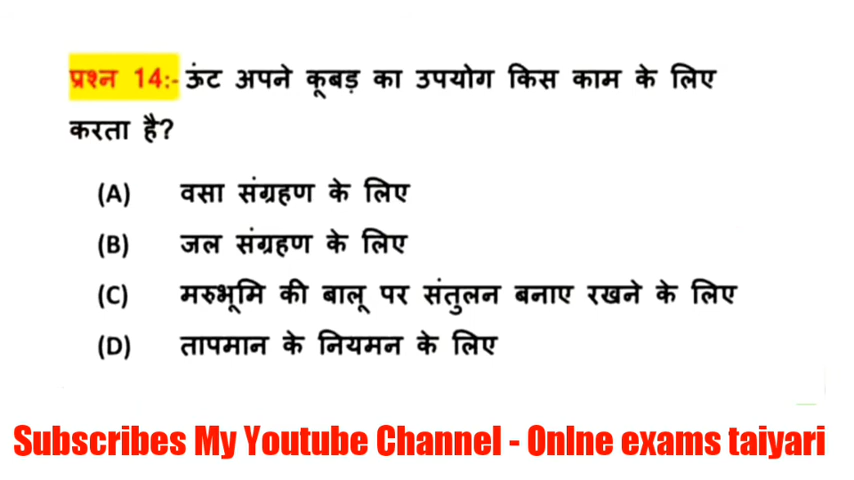 प्रश्न 14:- ऊंट अपने कूबड़ का उपयोग किस काम के लिए
करता है?
(A) वसा संग्रहण के लिए
(B) जल संग्रहण के लिए
(C) मरुभूमि की बालू पर संतुलन बनाए रखने के लिए
(D) तापमान के नियमन के लिए
Subscribes My Youtube Channel - Onlne exams taiyari